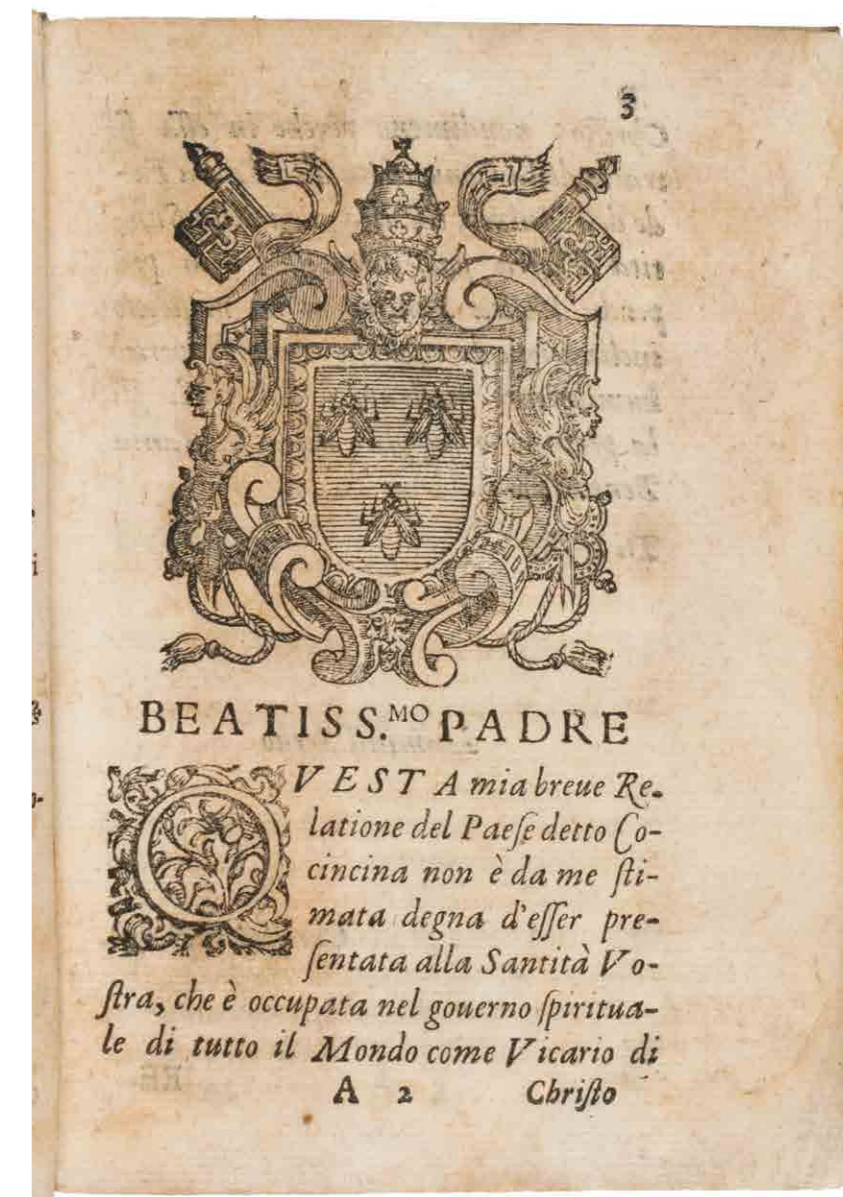 3
BEATISS.MO PADRE
QVESTA mia breue Re-
latione del Paeſe detto Co-
cincina non è da me ſti-
mata degna d'eſſer pre-
ſentata alla Santità Vo-
ſtra, che è occupata nel gouerno ſpiritua-
le di tutto il Mondo come Vicario di
A 2 Chriſto